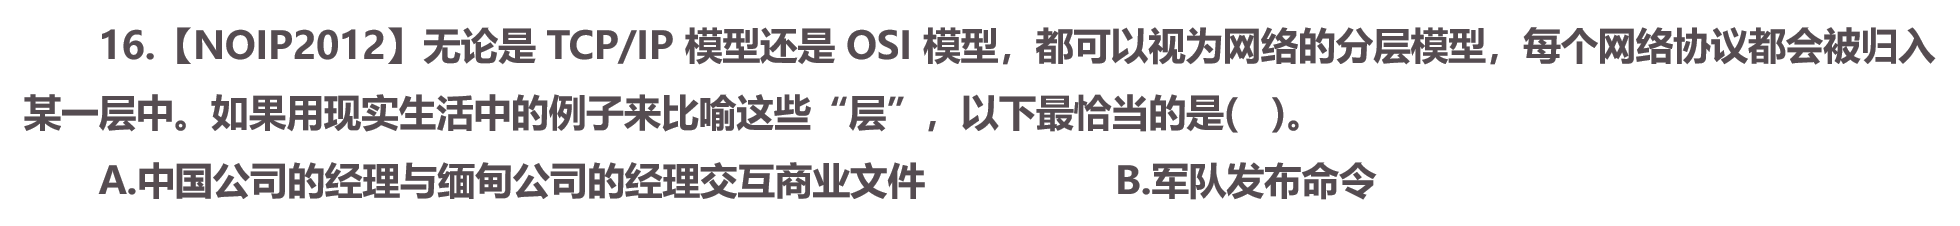 16.【NOIP2012】无论是 TCP/IP 模型还是 OSI 模型，都可以视为网络的分层模型，每个网络协议都会被归入
某一层中。如果用现实生活中的例子来比喻这些“层”，以下最恰当的是(   )。
A.中国公司的经理与缅甸公司的经理交互商业文件 B.军队发布命令